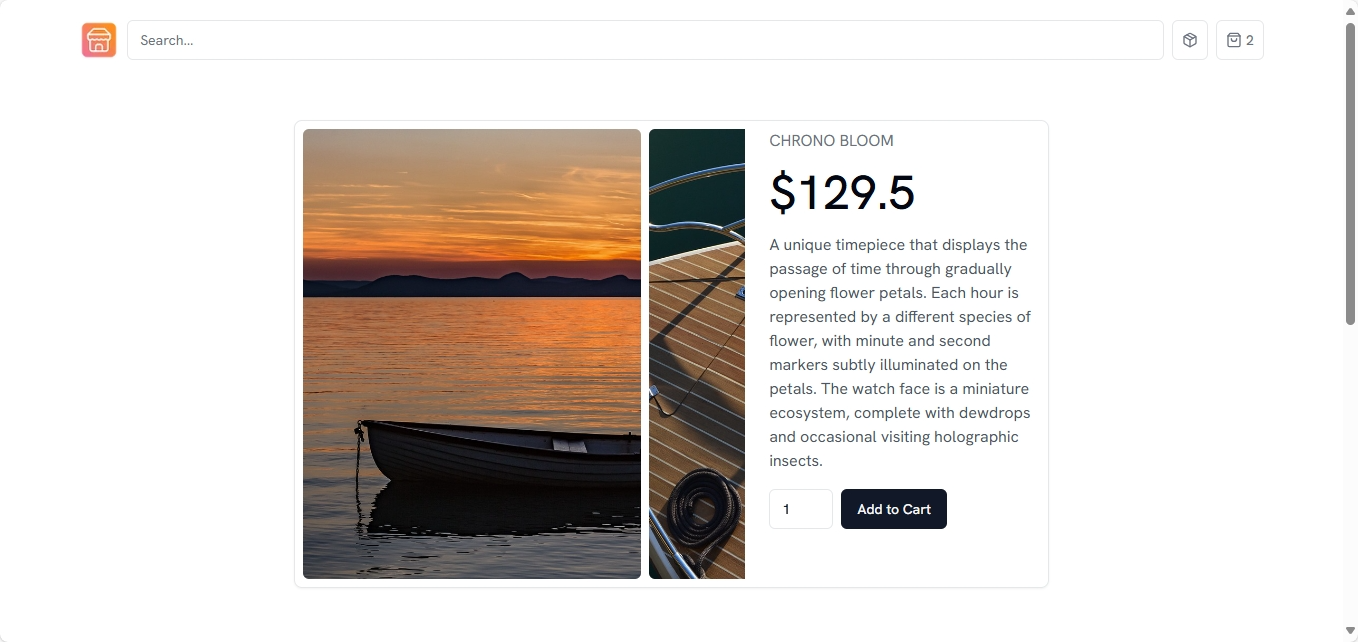 Search...
2
CHRONO BLOOM
$129.5
A unique timepiece that displays the
passage of time through gradually
opening flower petals. Each hour is
represented by a different species of
flower, with minute and second
markers subtly illuminated on the
petals. The watch face is a miniature
ecosystem, complete with dewdrops
and occasional visiting holographic
insects.
1
Add to Cart